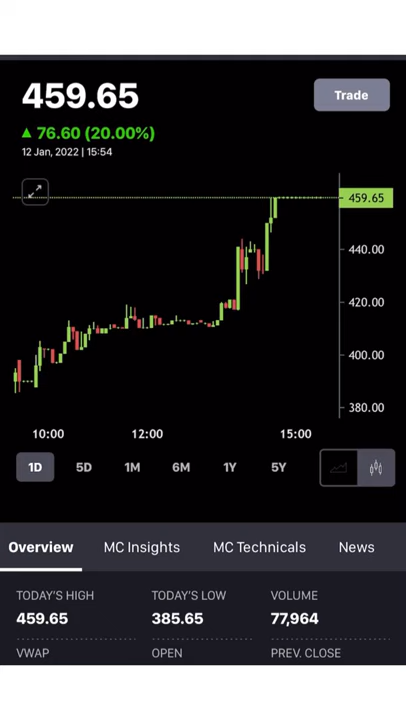 459.65
Trade
▲ 76.60 (20.00%)
12 Jan, 2022 | 15:54
459.65
440.00
420.00
400.00
380.00
10:00 12:00 15:00
1D 5D 1M 6M 1Y 5Y
Overview MC Insights MC Technicals News
TODAY'S HIGH TODAY'S LOW VOLUME
459.65 385.65 77,964
VWAP OPEN PREV. CLOSE